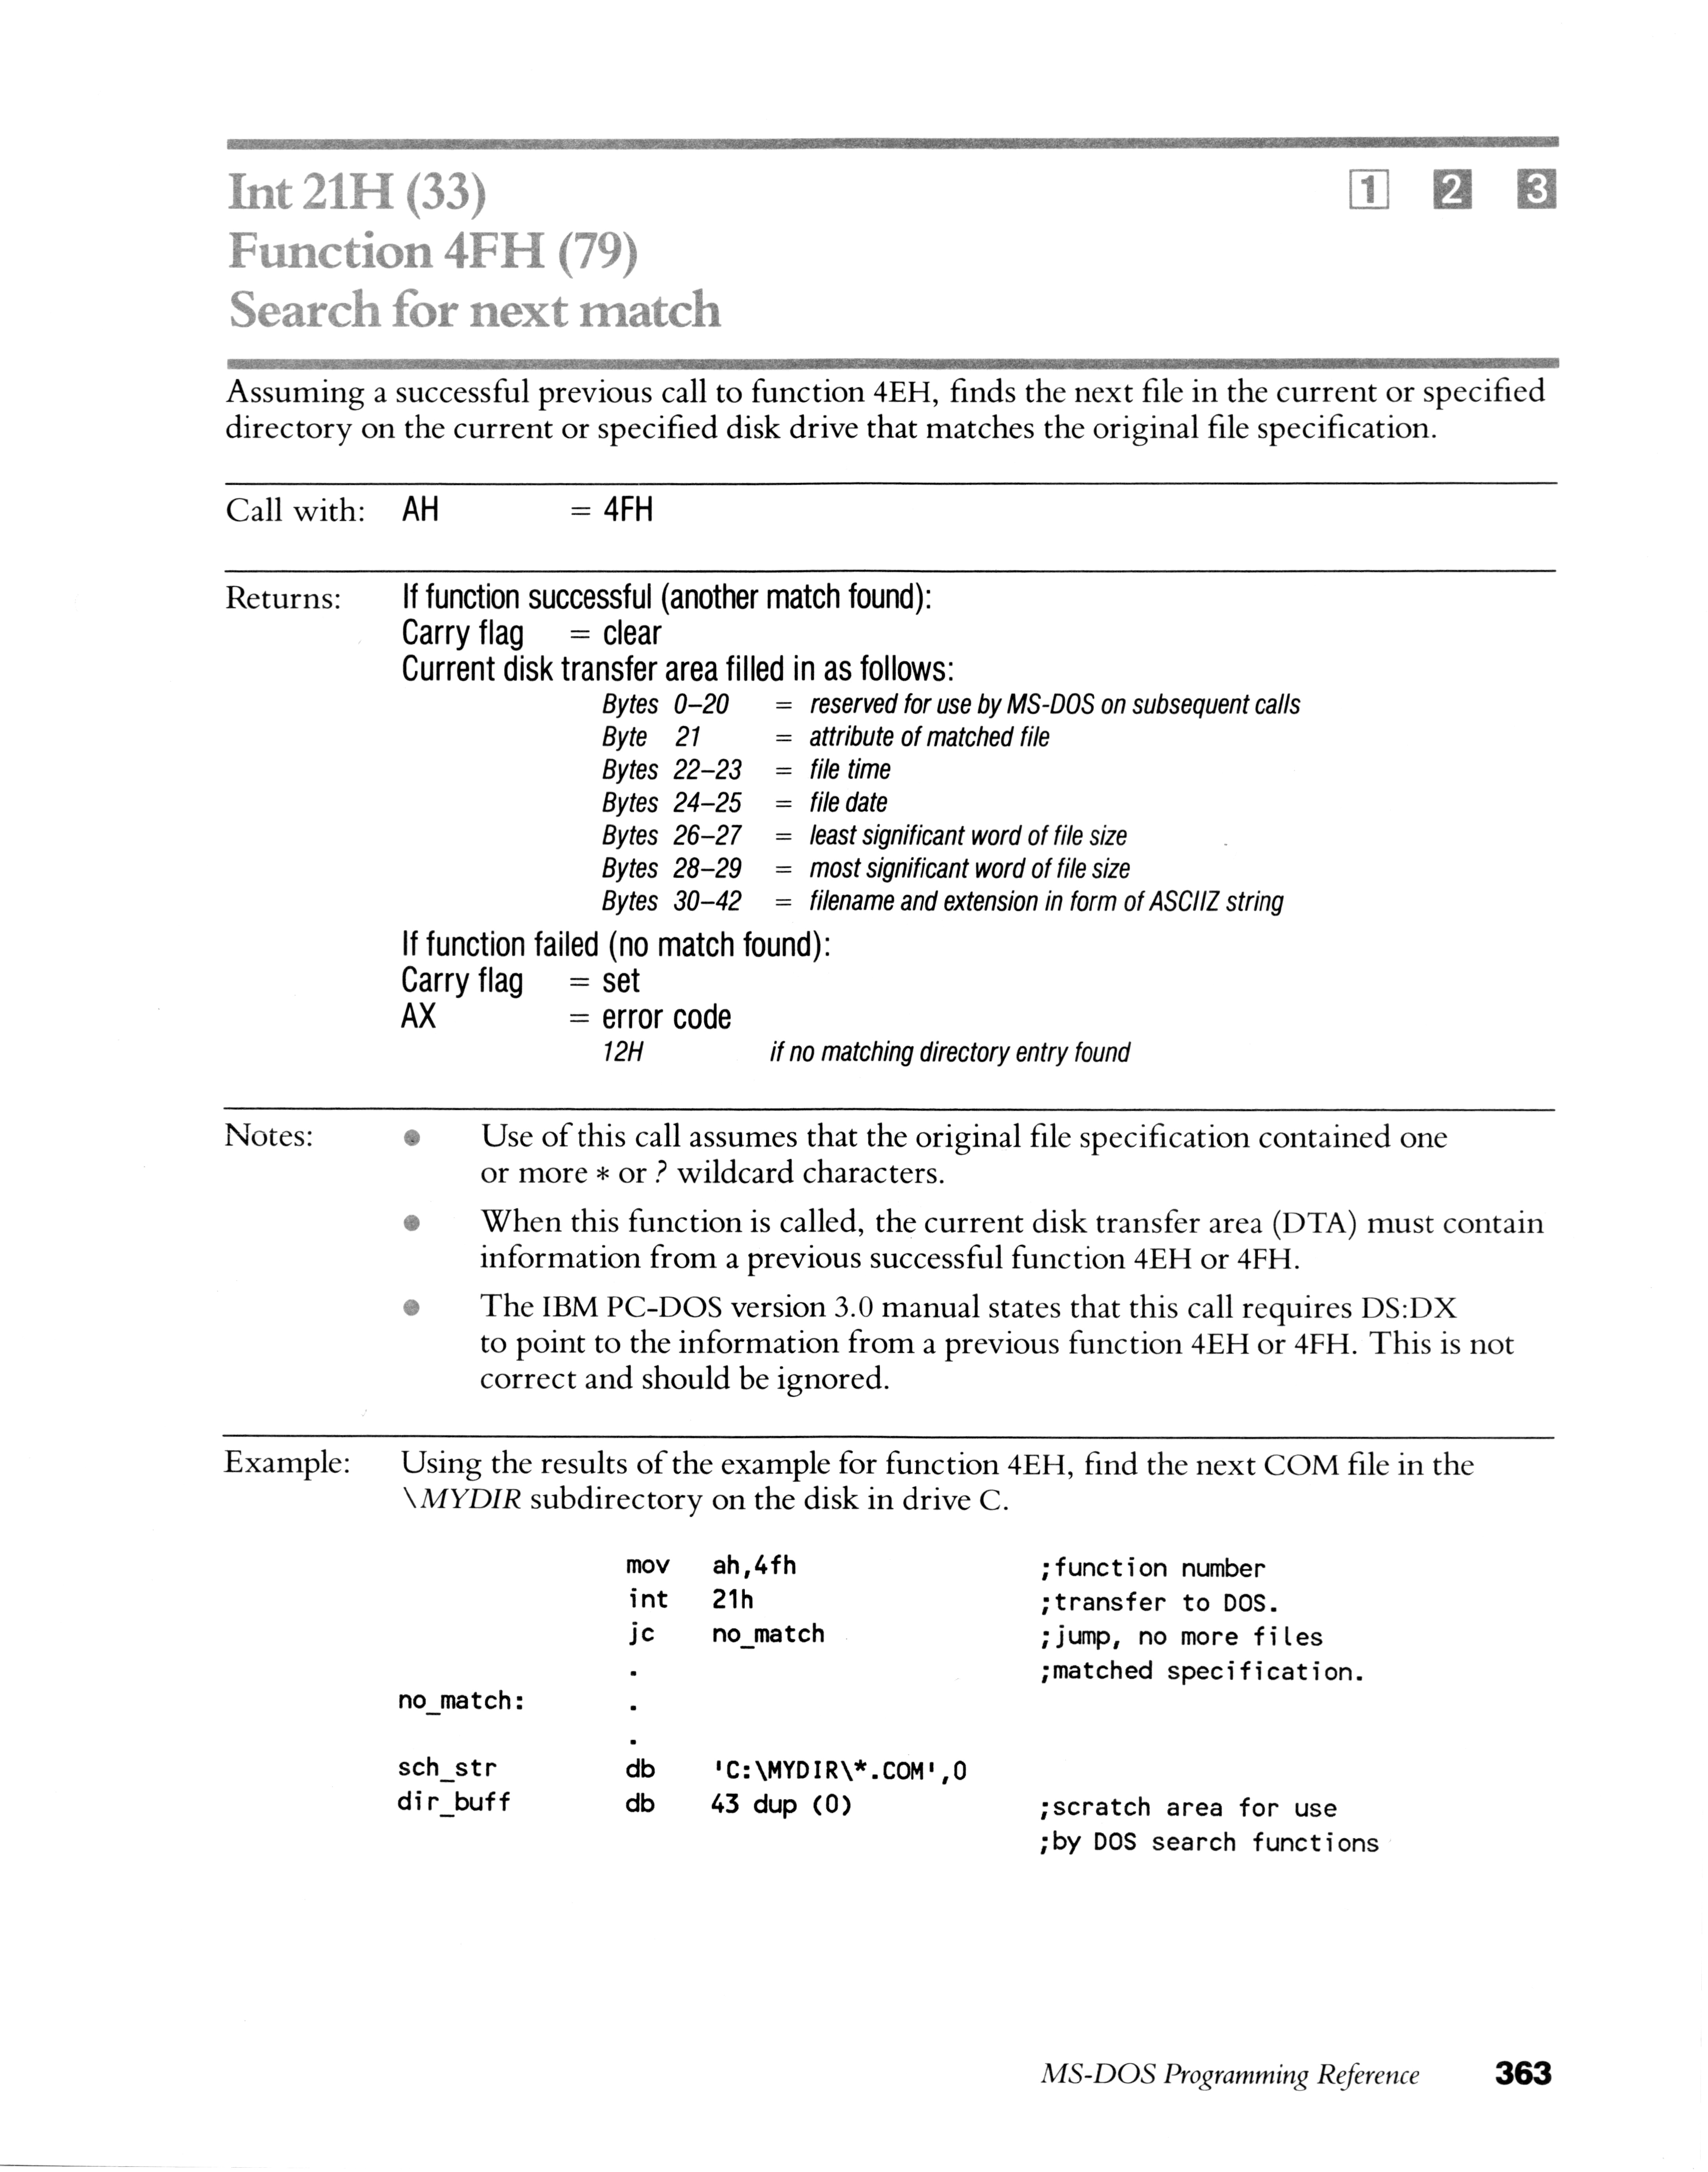 Int 21H (33) 1 2 3
Function 4FH (79)
Search for next match
Assuming a successful previous call to function 4EH, finds the next file in the current or specified
directory on the current or specified disk drive that matches the original file specification.
Call with: AH = 4FH
Returns: If function successful (another match found):
Carry flag = clear
Current disk transfer area filled in as follows:
Bytes 0–20 = reserved for use by MS-DOS on subsequent calls
Byte 21 = attribute of matched file
Bytes 22–23 = file time
Bytes 24–25 = file date
Bytes 26–27 = least significant word of file size
Bytes 28–29 = most significant word of file size
Bytes 30–42 = filename and extension in form of ASCIIZ string
If function failed (no match found):
Carry flag = set
AX = error code
12H if no matching directory entry found
Notes: ● Use of this call assumes that the original file specification contained one
or more * or ? wildcard characters.
● When this function is called, the current disk transfer area (DTA) must contain
information from a previous successful function 4EH or 4FH.
● The IBM PC-DOS version 3.0 manual states that this call requires DS:DX
to point to the information from a previous function 4EH or 4FH. This is not
correct and should be ignored.
Example: Using the results of the example for function 4EH, find the next COM file in the
\MYDIR subdirectory on the disk in drive C.
mov ah,4fh ;function number
int 21h ;transfer to DOS.
jc no_match ;jump, no more files
. ;matched specification.
no_match: .
.
sch_str db 'C:\MYDIR\*.COM',0
dir_buff db 43 dup (0) ;scratch area for use
;by DOS search functions
MS-DOS Programming Reference 363